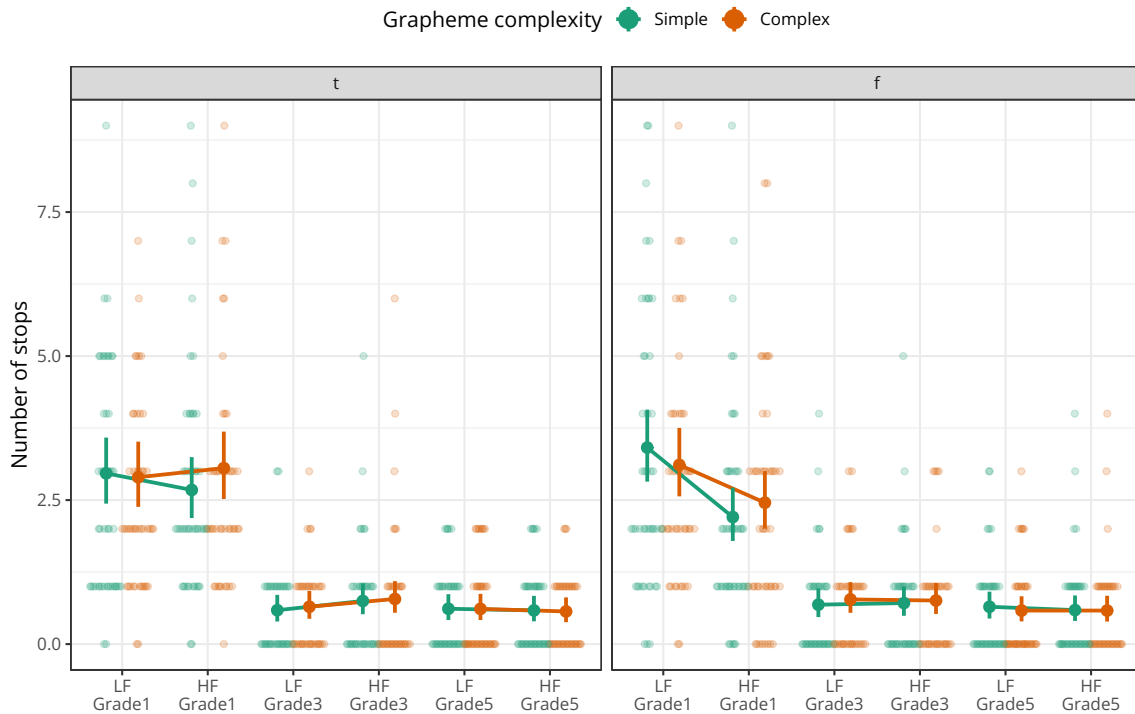 Grapheme complexity Simple Complex
t f
Number of stops
7.5
5.0
2.5
0.0
LF HF LF HF LF HF LF HF LF HF LF HF
Grade1 Grade1 Grade3 Grade3 Grade5 Grade5 Grade1 Grade1 Grade3 Grade3 Grade5 Grade5